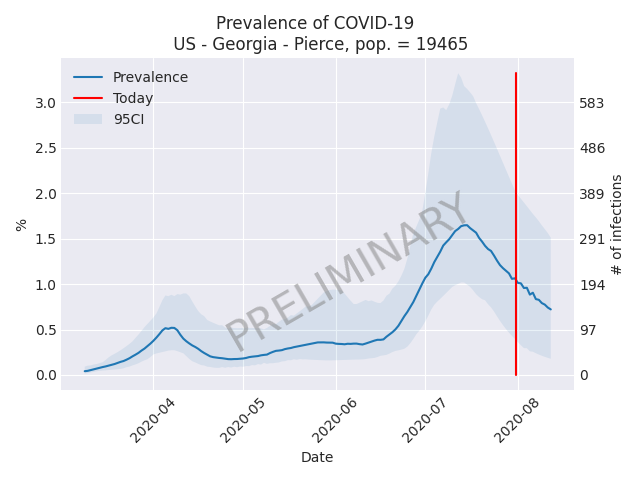 Prevalence of COVID-19
US - Georgia - Pierce, pop. = 19465
Prevalence
Today
95CI
3.0
2.5
2.0
1.5
1.0
0.5
0.0
%
583
486
389
291
194
97
0
# of infections
PRELIMINARY
2020-04
2020-05
2020-06
2020-07
2020-08
Date